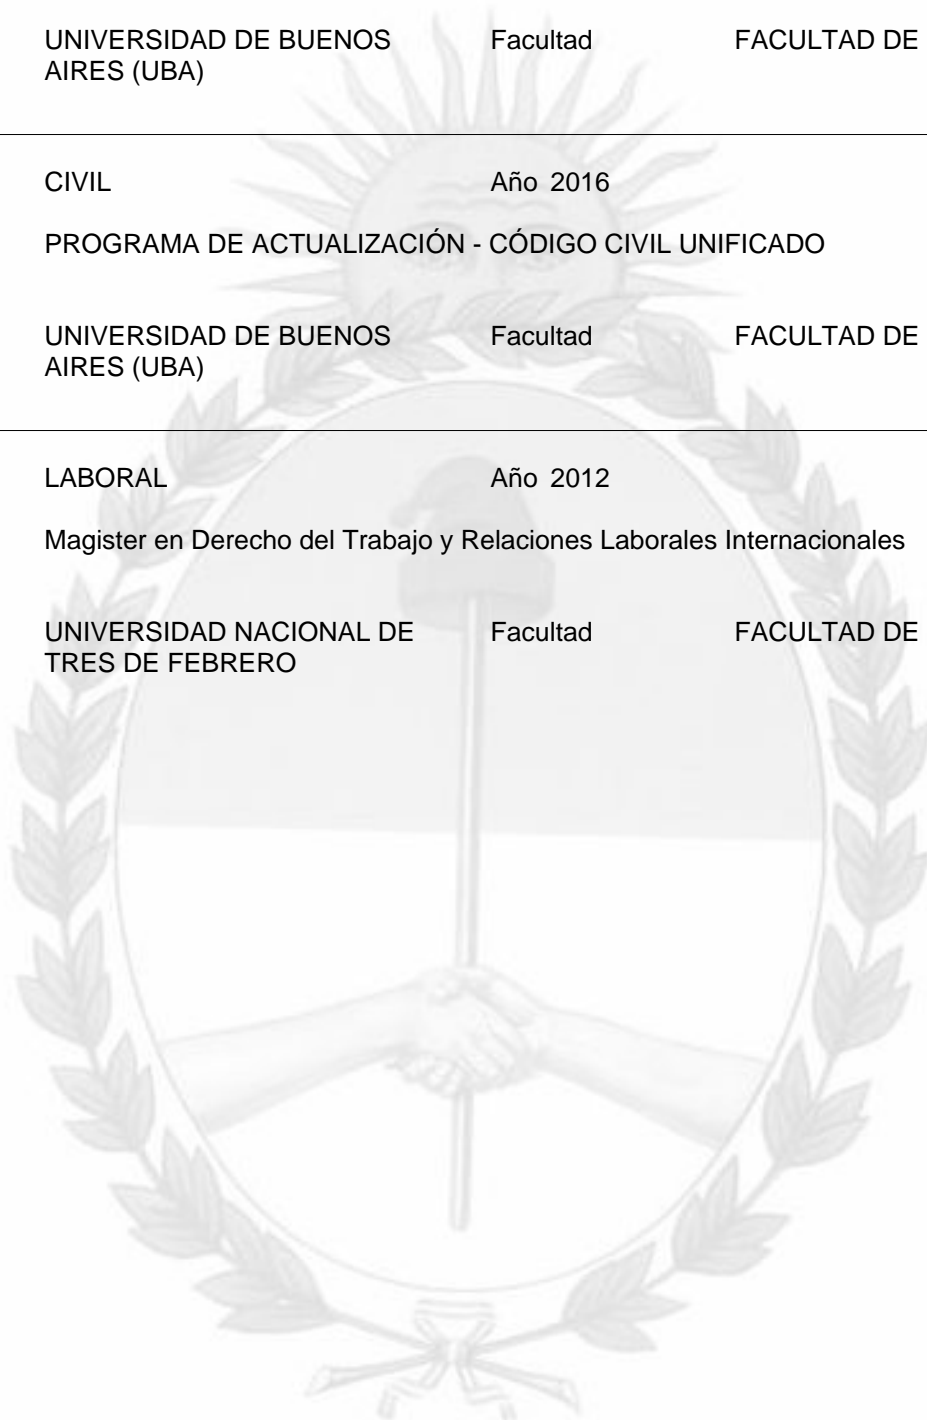 UNIVERSIDAD DE BUENOS Facultad FACULTAD DE
AIRES (UBA)
CIVIL Año 2016
PROGRAMA DE ACTUALIZACIÓN - CÓDIGO CIVIL UNIFICADO
UNIVERSIDAD DE BUENOS Facultad FACULTAD DE
AIRES (UBA)
LABORAL Año 2012
Magister en Derecho del Trabajo y Relaciones Laborales Internacionales
UNIVERSIDAD NACIONAL DE Facultad FACULTAD DE
TRES DE FEBRERO